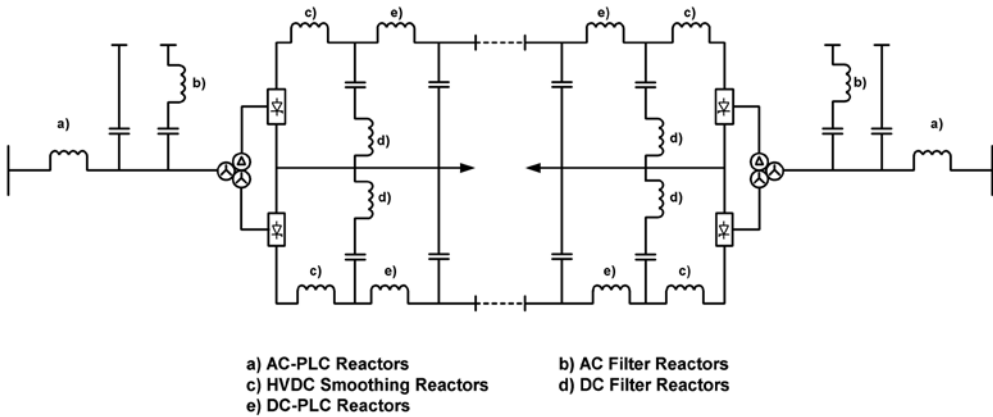 c) e) e) c)
b) b)
a) a)
d) d)
d) d)
c) e) e) c)
a) AC-PLC Reactors b) AC Filter Reactors
c) HVDC Smoothing Reactors d) DC Filter Reactors
e) DC-PLC Reactors